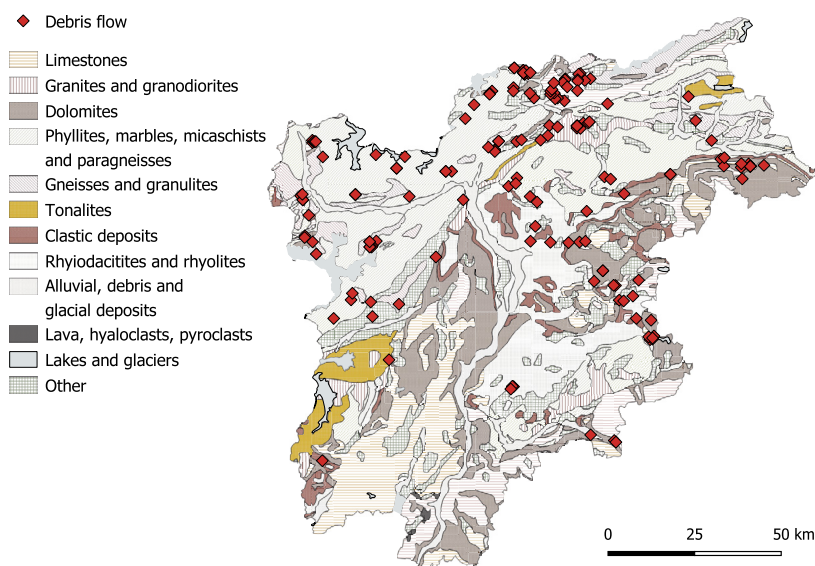 Debris flow
Limestones
Granites and granodiorites
Dolomites
Phyllites, marbles, micaschists
and paragneisses
Gneisses and granulites
Tonalites
Clastic deposits
Rhyiodacitites and rhyolites
Alluvial, debris and
glacial deposits
Lava, hyaloclasts, pyroclasts
Lakes and glaciers
Other
0 25 50 km